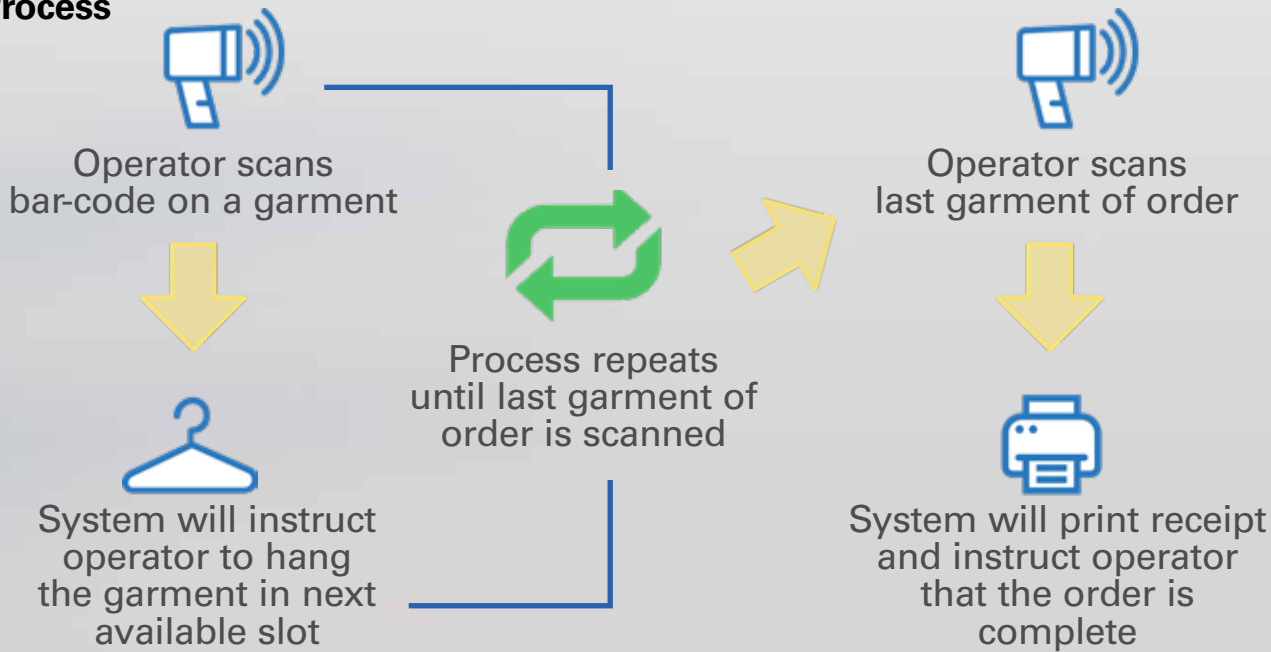 Process
Operator scans
bar-code on a garment
System will instruct
operator to hang
the garment in next
available slot
Process repeats
until last garment of
order is scanned
Operator scans
last garment of order
System will print receipt
and instruct operator
that the order is
complete